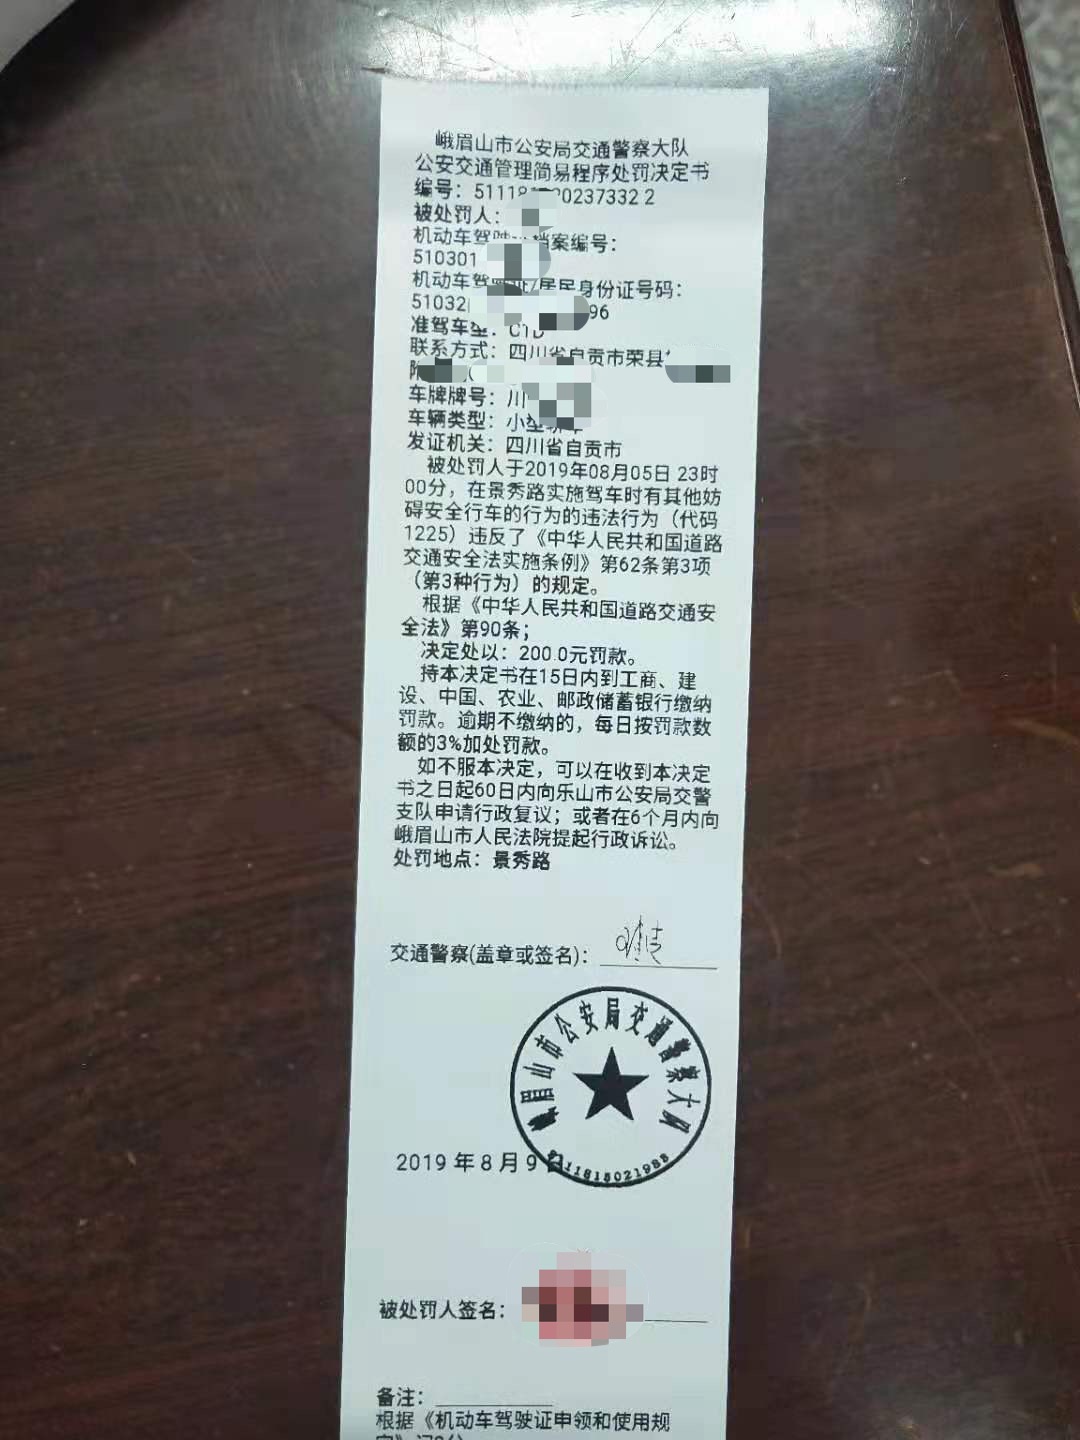 峨眉山市公安局交通警察大队
公安交通管理简易程序处罚决定书
编号：51118 20237332 2
被处罚人：
机动车驾 档案编号：
510301
机动车驾驶证/居民身份证号码：
51032 96
准驾车型：C1D
联系方式：四川省自贡市荣县
附
车牌牌号：川
车辆类型：小型轿车
发证机关：四川省自贡市
被处罚人于2019年08月05日 23时
00分，在景秀路实施驾车时有其他妨
碍安全行车的行为的违法行为（代码
1225）违反了《中华人民共和国道路
交通安全法实施条例》第62条第3项
（第3种行为）的规定。
根据《中华人民共和国道路交通安
全法》第90条；
决定处以：200.0元罚款。
持本决定书在15日内到工商、建
设、中国、农业、邮政储蓄银行缴纳
罚款。逾期不缴纳的，每日按罚款数
额的3%加处罚款。
如不服本决定，可以在收到本决定
书之日起60日内向乐山市公安局交警
支队申请行政复议；或者在6个月内向
峨眉山市人民法院提起行政诉讼。
处罚地点：景秀路
交通警察(盖章或签名)：
峨眉山市公安局交通警察大队
2019 年 8 月 9 日
5111815021983
被处罚人签名：
备注：
根据《机动车驾驶证申领和使用规
定》记2分